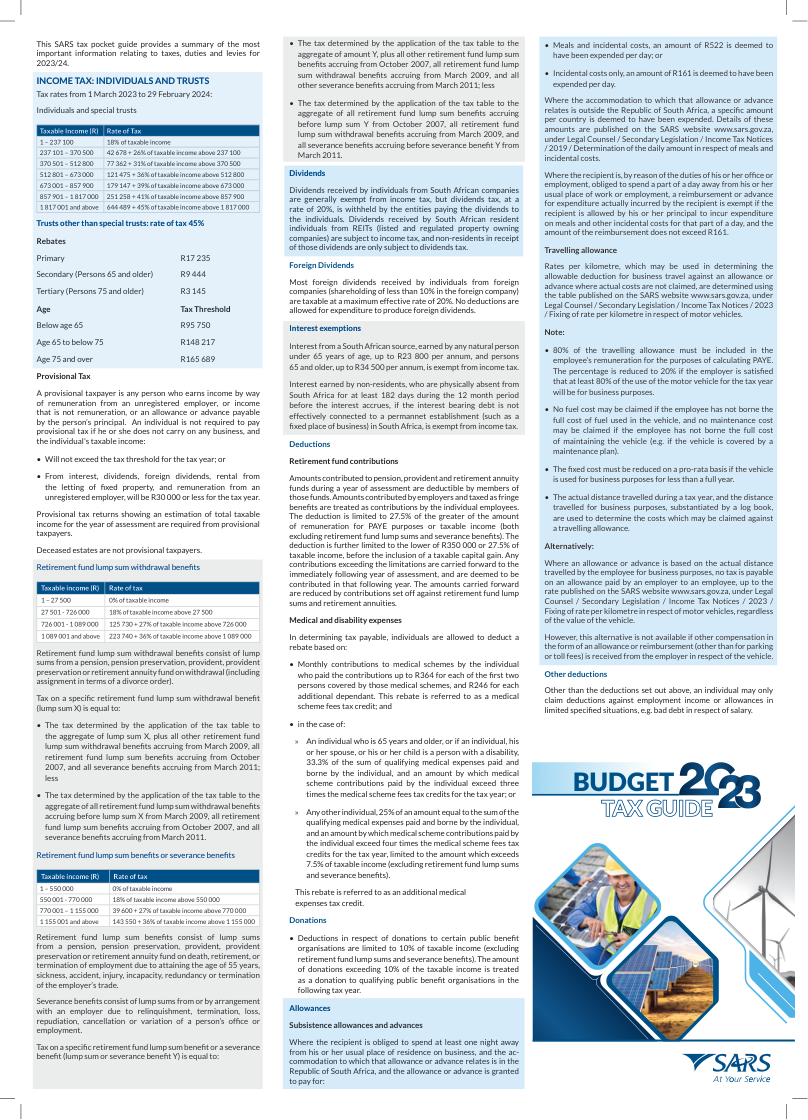 This SARS tax pocket guide provides a summary of the most
important information relating to taxes, duties and levies for
2023/24.
INCOME TAX: INDIVIDUALS AND TRUSTS
Tax rates from 1 March 2023 to 29 February 2024:
Individuals and special trusts
Taxable Income (R) Rate of Tax
1 – 237 100 18% of taxable income
237 101 – 370 500 42 678 + 26% of taxable income above 237 100
370 501 – 512 800 77 362 + 31% of taxable income above 370 500
512 801 – 673 000 121 475 + 36% of taxable income above 512 800
673 001 – 857 900 179 147 + 39% of taxable income above 673 000
857 901 – 1 817 000 251 258 + 41% of taxable income above 857 900
1 817 001 and above 644 489 + 45% of taxable income above 1 817 000
Trusts other than special trusts: rate of tax 45%
Rebates
Primary R17 235
Secondary (Persons 65 and older) R9 444
Tertiary (Persons 75 and older) R3 145
Age Tax Threshold
Below age 65 R95 750
Age 65 to below 75 R148 217
Age 75 and over R165 689
Provisional Tax
A provisional taxpayer is any person who earns income by way
of remuneration from an unregistered employer, or income
that is not remuneration, or an allowance or advance payable
by the person's principal. An individual is not required to pay
provisional tax if he or she does not carry on any business, and
the individual's taxable income:
• Will not exceed the tax threshold for the tax year; or
• From interest, dividends, foreign dividends, rental from
the letting of fixed property, and remuneration from an
unregistered employer, will be R30 000 or less for the tax year.
Provisional tax returns showing an estimation of total taxable
income for the year of assessment are required from provisional
taxpayers.
Deceased estates are not provisional taxpayers.
Retirement fund lump sum withdrawal benefits
Taxable income (R) Rate of tax
1 – 27 500 0% of taxable income
27 501 - 726 000 18% of taxable income above 27 500
726 001 - 1 089 000 125 730 + 27% of taxable income above 726 000
1 089 001 and above 223 740 + 36% of taxable income above 1 089 000
Retirement fund lump sum withdrawal benefits consist of lump
sums from a pension, pension preservation, provident, provident
preservation or retirement annuity fund on withdrawal (including
assignment in terms of a divorce order).
Tax on a specific retirement fund lump sum withdrawal benefit
(lump sum X) is equal to:
• The tax determined by the application of the tax table to
the aggregate of lump sum X, plus all other retirement fund
lump sum withdrawal benefits accruing from March 2009, all
retirement fund lump sum benefits accruing from October
2007, and all severance benefits accruing from March 2011;
less
• The tax determined by the application of the tax table to the
aggregate of all retirement fund lump sum withdrawal benefits
accruing before lump sum X from March 2009, all retirement
fund lump sum benefits accruing from October 2007, and all
severance benefits accruing from March 2011.
Retirement fund lump sum benefits or severance benefits
Taxable income (R) Rate of tax
1 – 550 000 0% of taxable income
550 001 - 770 000 18% of taxable income above 550 000
770 001 – 1 155 000 39 600 + 27% of taxable income above 770 000
1 155 001 and above 143 550 + 36% of taxable income above 1 155 000
Retirement fund lump sum benefits consist of lump sums
from a pension, pension preservation, provident, provident
preservation or retirement annuity fund on death, retirement, or
termination of employment due to attaining the age of 55 years,
sickness, accident, injury, incapacity, redundancy or termination
of the employer's trade.
Severance benefits consist of lump sums from or by arrangement
with an employer due to relinquishment, termination, loss,
repudiation, cancellation or variation of a person's office or
employment.
Tax on a specific retirement fund lump sum benefit or a severance
benefit (lump sum or severance benefit Y) is equal to:
• The tax determined by the application of the tax table to the
aggregate of amount Y, plus all other retirement fund lump sum
benefits accruing from October 2007, all retirement fund lump
sum withdrawal benefits accruing from March 2009, and all
other severance benefits accruing from March 2011; less
• The tax determined by the application of the tax table to the
aggregate of all retirement fund lump sum benefits accruing
before lump sum Y from October 2007, all retirement fund
lump sum withdrawal benefits accruing from March 2009, and
all severance benefits accruing before severance benefit Y from
March 2011.
Dividends
Dividends received by individuals from South African companies
are generally exempt from income tax, but dividends tax, at a
rate of 20%, is withheld by the entities paying the dividends to
the individuals. Dividends received by South African resident
individuals from REITs (listed and regulated property owning
companies) are subject to income tax, and non-residents in receipt
of those dividends are only subject to dividends tax.
Foreign Dividends
Most foreign dividends received by individuals from foreign
companies (shareholding of less than 10% in the foreign company)
are taxable at a maximum effective rate of 20%. No deductions are
allowed for expenditure to produce foreign dividends.
Interest exemptions
Interest from a South African source, earned by any natural person
under 65 years of age, up to R23 800 per annum, and persons
65 and older, up to R34 500 per annum, is exempt from income tax.
Interest earned by non-residents, who are physically absent from
South Africa for at least 182 days during the 12 month period
before the interest accrues, if the interest bearing debt is not
effectively connected to a permannet establishment (such as a
fixed place of business) in South Africa, is exempt from income tax.
Deductions
Retirement fund contributions
Amounts contributed to pension, provident and retirement annuity
funds during a year of assessment are deductible by members of
those funds. Amounts contributed by employers and taxed as fringe
benefits are treated as contributions by the individual employees.
The deduction is limited to 27.5% of the greater of the amount
of remuneration for PAYE purposes or taxable income (both
excluding retirement fund lump sums and severance benefits). The
deduction is further limited to the lower of R350 000 or 27.5% of
taxable income, before the inclusion of a taxable capital gain. Any
contributions exceeding the limitations are carried forward to the
immediately following year of assessment, and are deemed to be
contributed in that following year. The amounts carried forward
are reduced by contributions set off against retirement fund lump
sums and retirement annuities.
Medical and disability expenses
In determining tax payable, individuals are allowed to deduct a
rebate based on:
• Monthly contributions to medical schemes by the individual
who paid the contributions up to R364 for each of the first two
persons covered by those medical schemes, and R246 for each
additional dependant. This rebate is referred to as a medical
scheme fees tax credit; and
• in the case of:
» An individual who is 65 years and older, or if an individual, his
or her spouse, or his or her child is a person with a disability,
33.3% of the sum of qualifying medical expenses paid and
borne by the individual, and an amount by which medical
scheme contributions paid by the individual exceed three
times the medical scheme fees tax credits for the tax year; or
» Any other individual, 25% of an amount equal to the sum of the
qualifying medical expenses paid and borne by the individual,
and an amount by which medical scheme contributions paid by
the individual exceed four times the medical scheme fees tax
credits for the tax year, limited to the amount which exceeds
7.5% of taxable income (excluding retirement fund lump sums
and severance benefits).
This rebate is referred to as an additional medical
expenses tax credit.
Donations
• Deductions in respect of donations to certain public benefit
organisations are limited to 10% of taxable income (excluding
retirement fund lump sums and severance benefits). The amount
of donations exceeding 10% of the taxable income is treated
as a donation to qualifying public benefit organisations in the
following tax year.
Allowances
Subsistence allowances and advances
Where the recipient is obliged to spend at least one night away
from his or her usual place of residence on business, and the ac-
commodation to which that allowance or advance relates is in the
Republic of South Africa, and the allowance or advance is granted
to pay for:
• Meals and incidental costs, an amount of R522 is deemed to
have been expended per day; or
• Incidental costs only, an amount of R161 is deemed to have been
expended per day.
Where the accommodation to which that allowance or advance
relates is outside the Republic of South Africa, a specific amount
per country is deemed to have been expended. Details of these
amounts are published on the SARS website www.sars.gov.za,
under Legal Counsel / Secondary Legislation / Income Tax Notices
/ 2019 / Determination of the daily amount in respect of meals and
incidental costs.
Where the recipient is, by reason of the duties of his or her office or
employment, obliged to spend a part of a day away from his or her
usual place of work or employment, a reimbursement or advance
for expenditure actually incurred by the recipient is exempt if the
recipient is allowed by his or her principal to incur expenditure
on meals and other incidental costs for that part of a day, and the
amount of the reimbursement does not exceed R161.
Travelling allowance
Rates per kilometre, which may be used in determining the
allowable deduction for business travel against an allowance or
advance where actual costs are not claimed, are determined using
the table published on the SARS website www.sars.gov.za, under
Legal Counsel / Secondary Legislation / Income Tax Notices / 2023
/ Fixing of rate per kilometre in respect of motor vehicles.
Note:
• 80% of the travelling allowance must be included in the
employee's remuneration for the purposes of calculating PAYE.
The percentage is reduced to 20% if the employer is satisfied
that at least 80% of the use of the motor vehicle for the tax year
will be for business purposes.
• No fuel cost may be claimed if the employee has not borne the
full cost of fuel used in the vehicle, and no maintenance cost
may be claimed if the employee has not borne the full cost
of maintaining the vehicle (e.g. if the vehicle is covered by a
maintenance plan).
• The fixed cost must be reduced on a pro-rata basis if the vehicle
is used for business purposes for less than a full year.
• The actual distance travelled during a tax year, and the distance
travelled for business purposes, substantiated by a log book,
are used to determine the costs which may be claimed against
a travelling allowance.
Alternatively:
Where an allowance or advance is based on the actual distance
travelled by the employee for business purposes, no tax is payable
on an allowance paid by an employer to an employee, up to the
rate published on the SARS website www.sars.gov.za, under Legal
Counsel / Secondary Legislation / Income Tax Notices / 2023 /
Fixing of rate per kilometre in respect of motor vehicles, regardless
of the value of the vehicle.
However, this alternative is not available if other compensation in
the form of an allowance or reimbursement (other than for parking
or toll fees) is received from the employer in respect of the vehicle.
Other deductions
Other than the deductions set out above, an individual may only
claim deductions against employment income or allowances in
limited specified situations, e.g. bad debt in respect of salary.
BUDGET 2023
TAX GUIDE
SARS
At Your Service